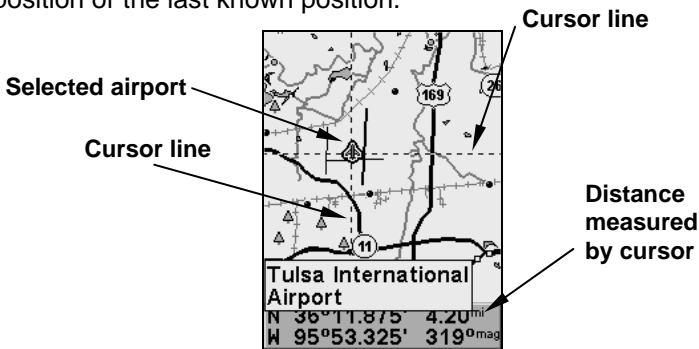 position or the last known position.
Cursor line
Selected airport
169
Cursor line
Distance
measured
by cursor
11
Tulsa International
Airport
N 36°11.875' 4.20mi
W 95°53.325' 319°mag